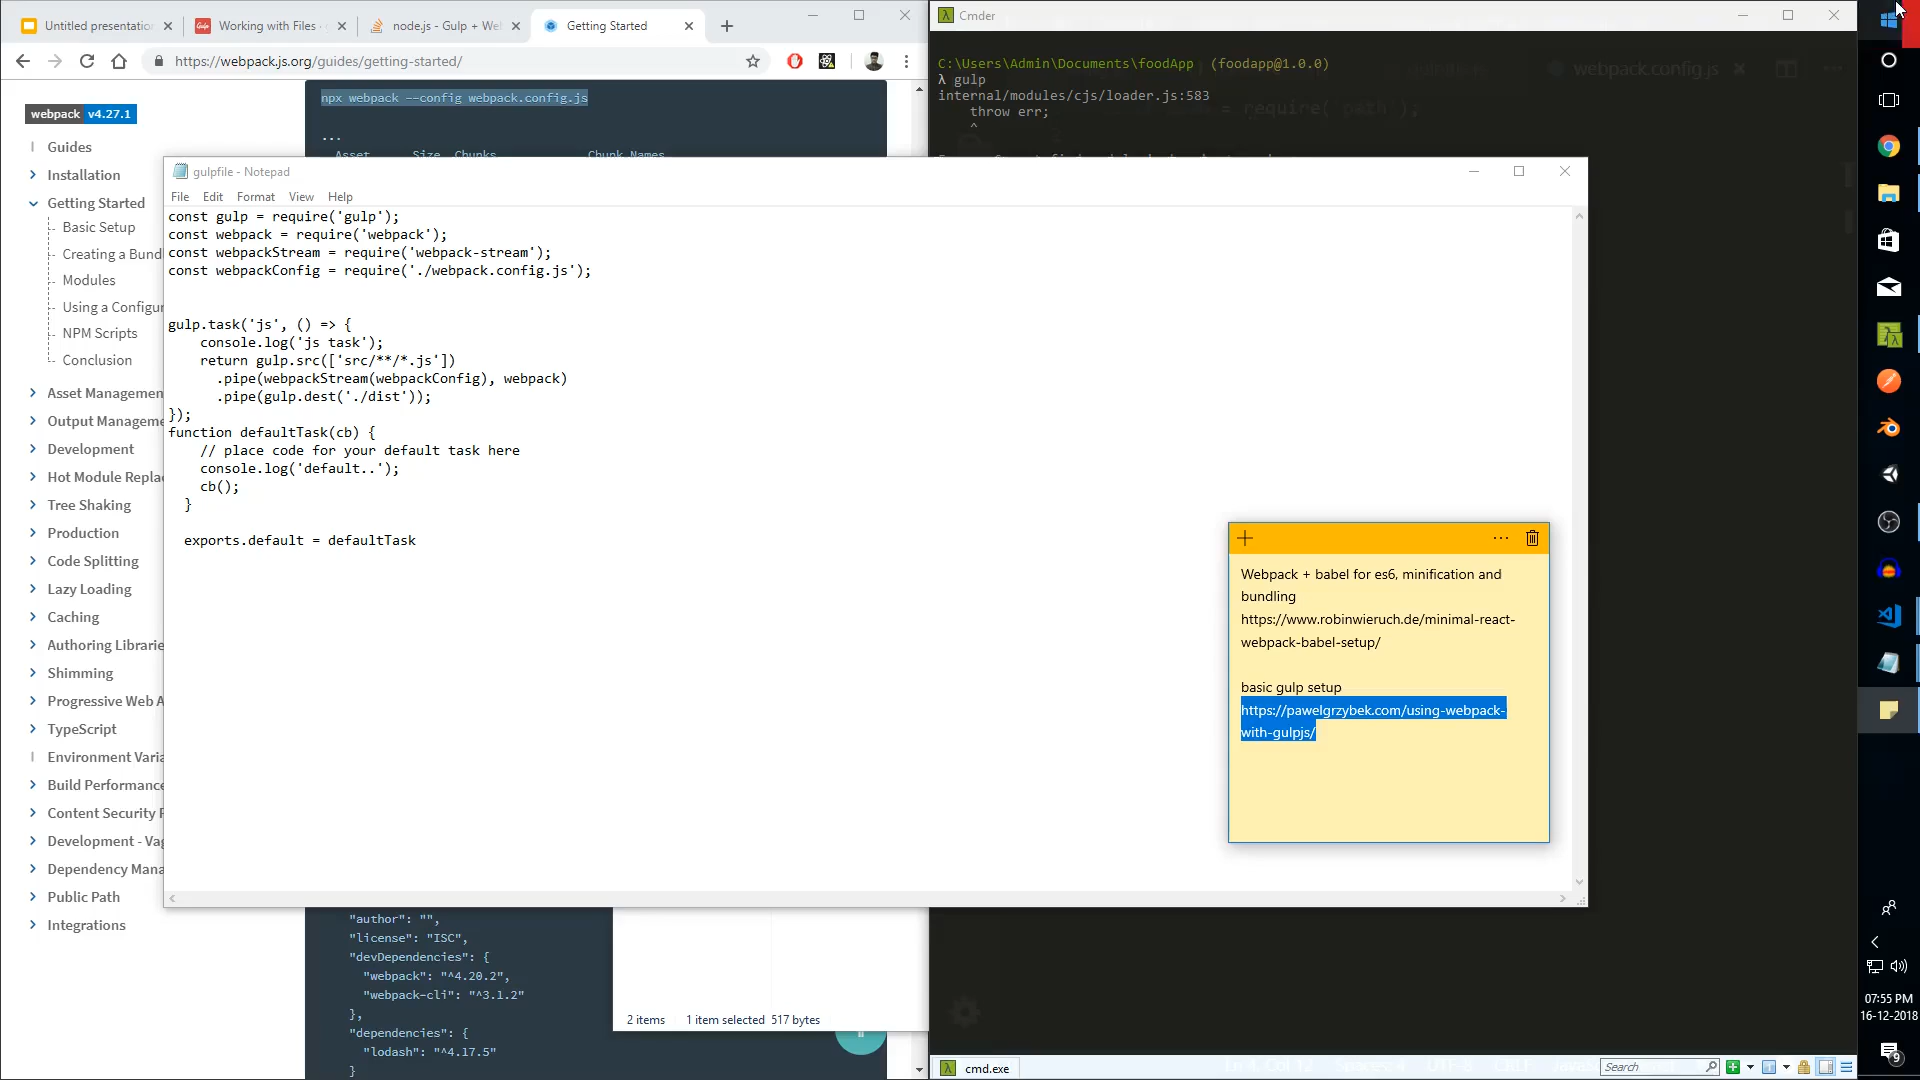 Untitled presentation
Working with Files
node.js - Gulp + We
Getting Started
https://webpack.js.org/guides/getting-started/
webpack v4.27.1
Guides
Installation
Getting Started
Basic Setup
Creating a Bund
Modules
Using a Configur
NPM Scripts
Conclusion
Asset Managemen
Output Manageme
Development
Hot Module Repla
Tree Shaking
Production
Code Splitting
Lazy Loading
Caching
Authoring Librarie
Shimming
Progressive Web A
TypeScript
Environment Varia
Build Performance
Content Security P
Development - Vag
Dependency Mana
Public Path
Integrations
npx webpack --config webpack.config.js
...
Asset Size Chunks Chunk Names
"author": "",
"license": "ISC",
"devDependencies": {
"webpack": "^4.20.2",
"webpack-cli": "^3.1.2"
},
"dependencies": {
"lodash": "^4.17.5"
}
2 items 1 item selected 517 bytes
Cmder
C:\Users\Admin\Documents\foodApp (foodapp@1.0.0)
λ gulp
internal/modules/cjs/loader.js:583
throw err;
^
webpack.config.js
= require('path');
gulpfile - Notepad
File Edit Format View Help
const gulp = require('gulp');
const webpack = require('webpack');
const webpackStream = require('webpack-stream');
const webpackConfig = require('./webpack.config.js');
gulp.task('js', () => {
console.log('js task');
return gulp.src(['src/**/*.js'])
.pipe(webpackStream(webpackConfig), webpack)
.pipe(gulp.dest('./dist'));
});
function defaultTask(cb) {
// place code for your default task here
console.log('default..');
cb();
}
exports.default = defaultTask
Webpack + babel for es6, minification and
bundling
https://www.robinwieruch.de/minimal-react-
webpack-babel-setup/
basic gulp setup
https://pawelgrzybek.com/using-webpack-
with-gulpjs/
cmd.exe
Search
07:55 PM
16-12-2018
9